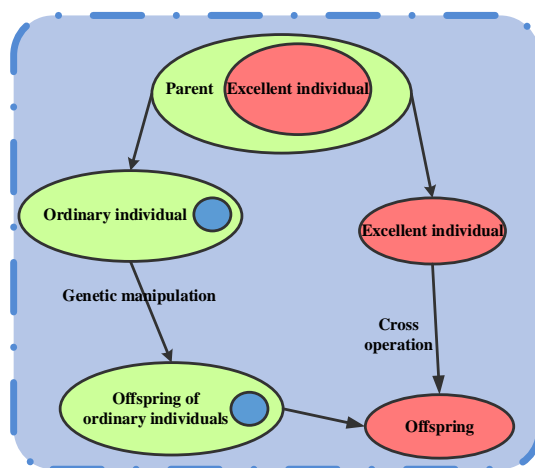 Parent
Excellent individual
Ordinary individual
Excellent individual
Genetic manipulation
Cross
operation
Offspring of
ordinary individuals
Offspring